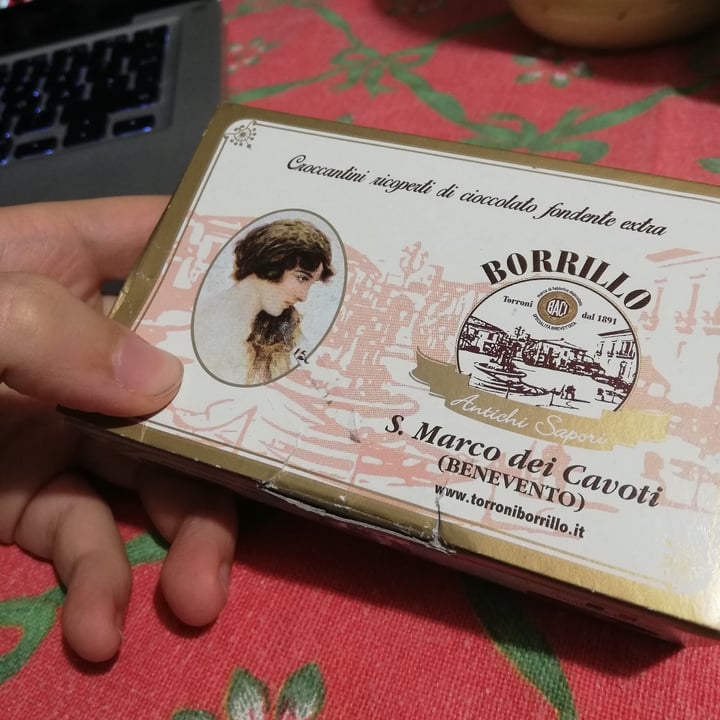 Croccantini ricoperti di cioccolato fondente extra
BORRILLO
Torroni
BACI
dal 1891
Antichi Sapori
S. Marco dei Cavoti
(BENEVENTO)
www.torroniborrillo.it